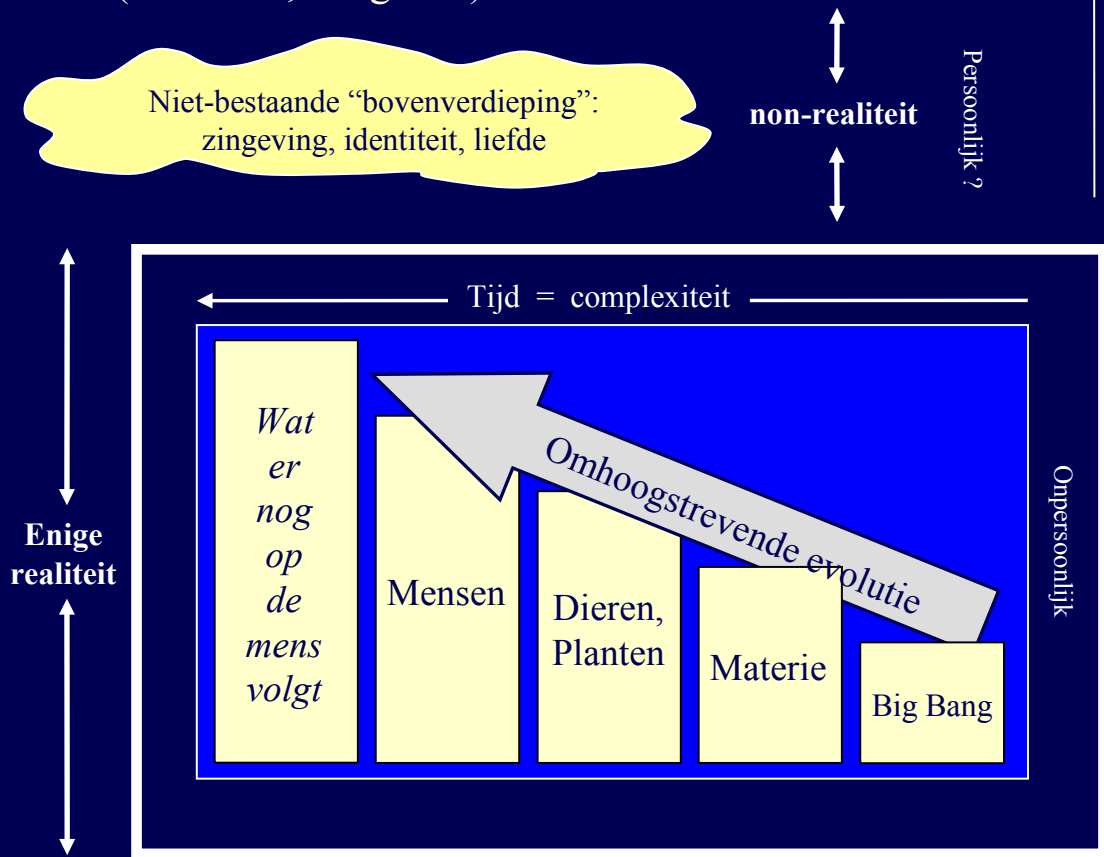 Niet-bestaande “bovenverdieping”:
zingeving, identiteit, liefde
non-realiteit
Persoonlijk ?
Tijd = complexiteit
Enige
realiteit
Wat
er
nog
op
de
mens
volgt
Mensen
Dieren,
Planten
Materie
Big Bang
Omhoogstrevende evolutie
Onpersoonlijk